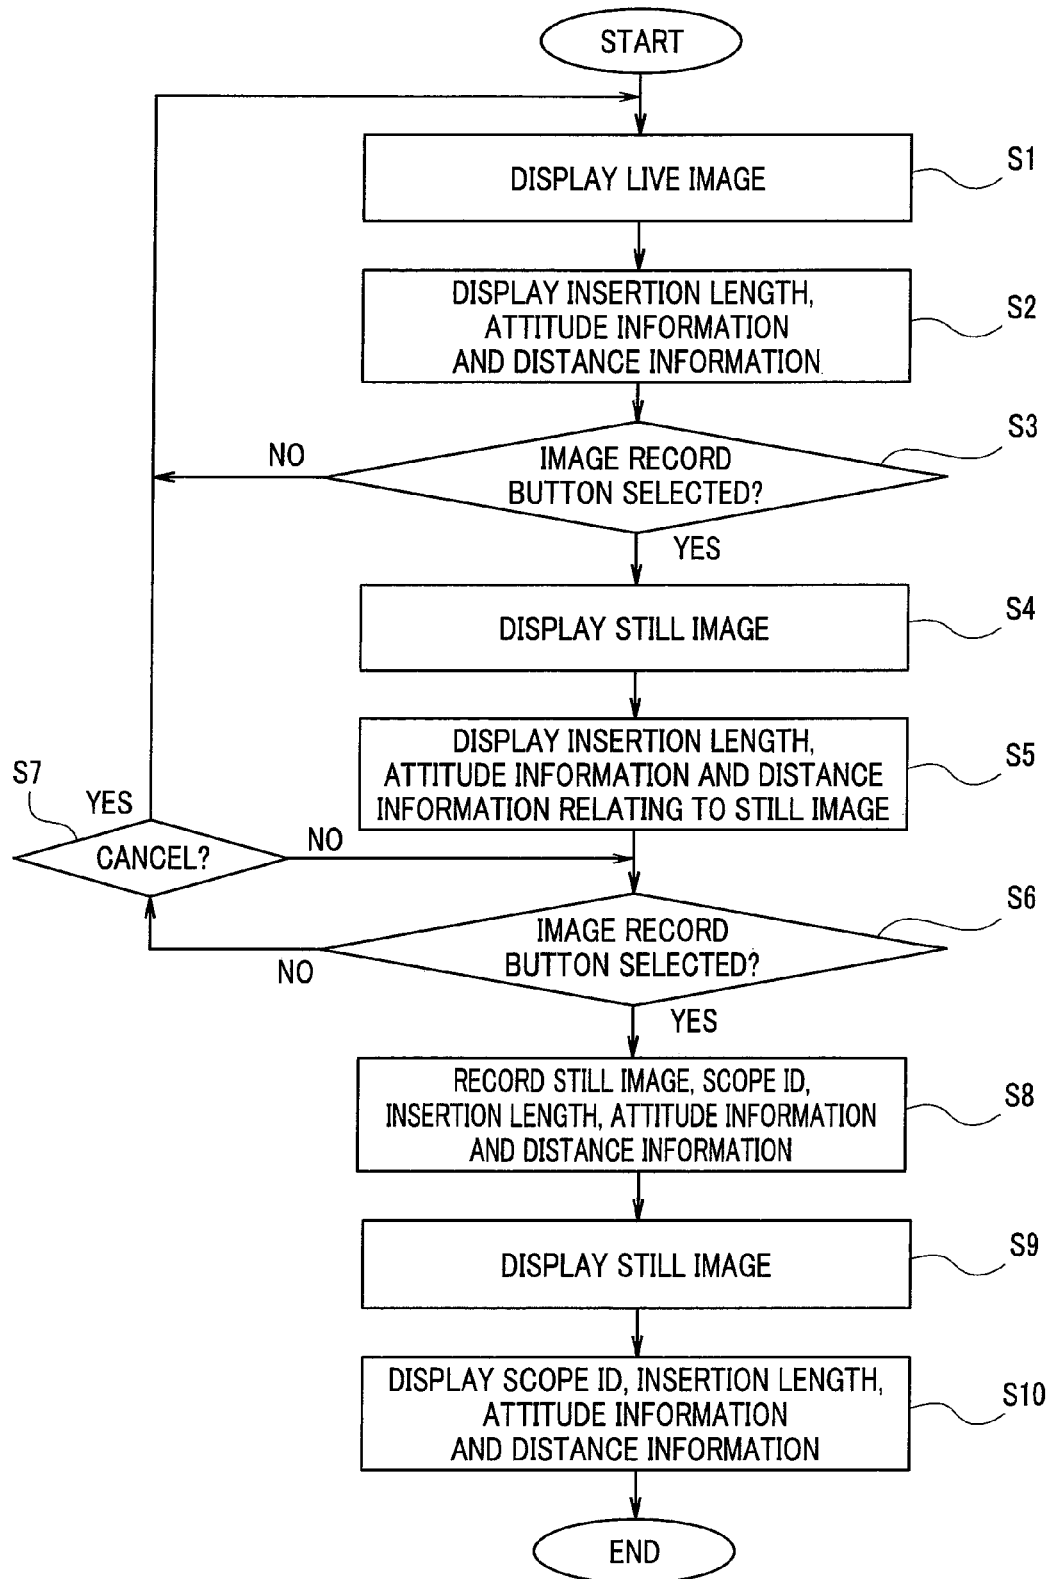 START
DISPLAY LIVE IMAGE
S1
DISPLAY INSERTION LENGTH,
ATTITUDE INFORMATION
AND DISTANCE INFORMATION
S2
IMAGE RECORD
BUTTON SELECTED?
S3
NO
YES
DISPLAY STILL IMAGE
S4
DISPLAY INSERTION LENGTH,
ATTITUDE INFORMATION AND DISTANCE
INFORMATION RELATING TO STILL IMAGE
S5
S7
YES
CANCEL?
NO
IMAGE RECORD
BUTTON SELECTED?
S6
NO
YES
RECORD STILL IMAGE, SCOPE ID,
INSERTION LENGTH, ATTITUDE INFORMATION
AND DISTANCE INFORMATION
S8
DISPLAY STILL IMAGE
S9
DISPLAY SCOPE ID, INSERTION LENGTH,
ATTITUDE INFORMATION
AND DISTANCE INFORMATION
S10
END